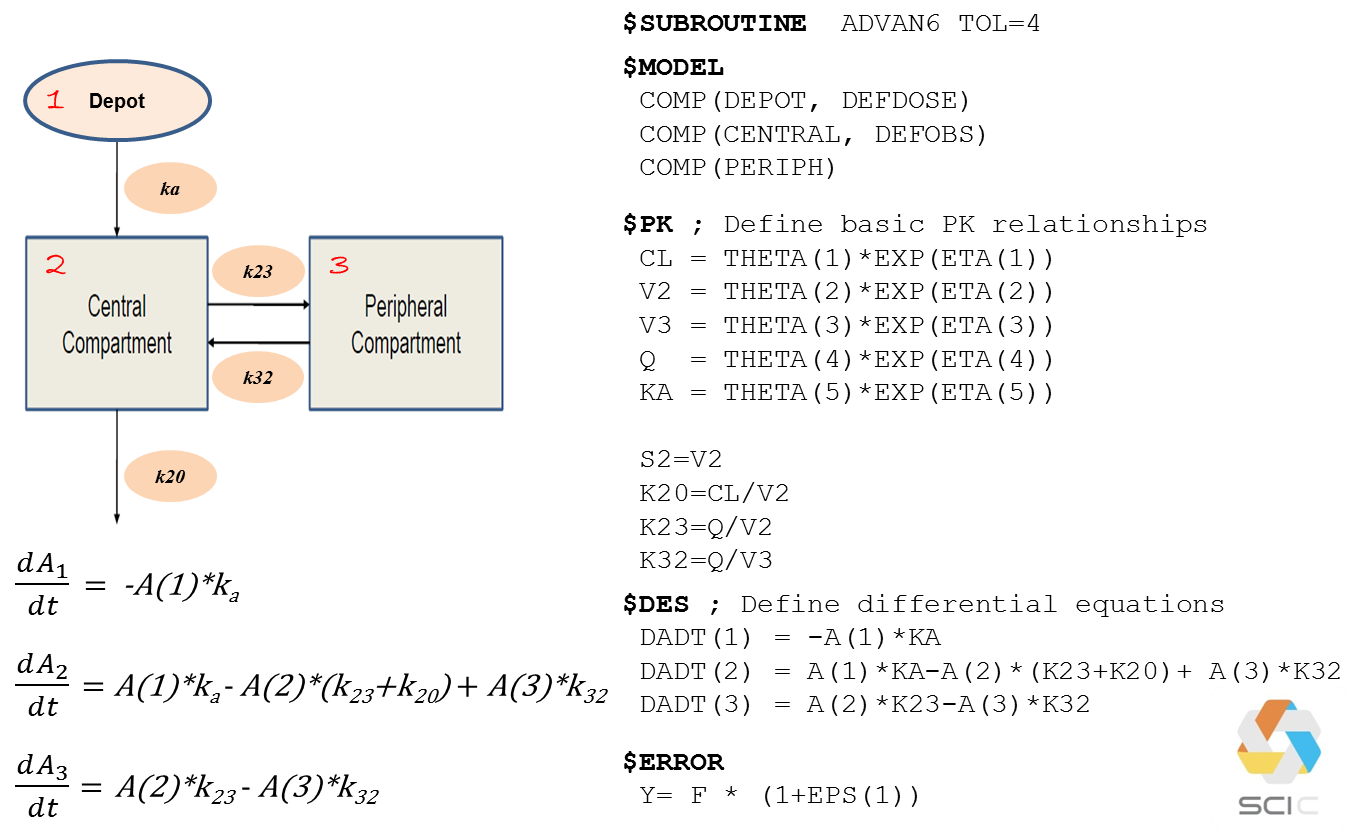 1 Depot
ka
2
Central
Compartment
k23
3
Peripheral
Compartment
k32
k20
dA₁/dt = -A(1)*kₐ
dA₂/dt = A(1)*kₐ- A(2)*(k₂₃+k₂₀)+ A(3)*k₃₂
dA₃/dt = A(2)*k₂₃- A(3)*k₃₂
$SUBROUTINE ADVAN6 TOL=4
$MODEL
COMP(DEPOT, DEFDOSE)
COMP(CENTRAL, DEFOBS)
COMP(PERIPH)
$PK ; Define basic PK relationships
CL = THETA(1)*EXP(ETA(1))
V2 = THETA(2)*EXP(ETA(2))
V3 = THETA(3)*EXP(ETA(3))
Q = THETA(4)*EXP(ETA(4))
KA = THETA(5)*EXP(ETA(5))
S2=V2
K20=CL/V2
K23=Q/V2
K32=Q/V3
$DES ; Define differential equations
DADT(1) = -A(1)*KA
DADT(2) = A(1)*KA-A(2)*(K23+K20)+ A(3)*K32
DADT(3) = A(2)*K23-A(3)*K32
$ERROR
Y= F * (1+EPS(1))
SCIC